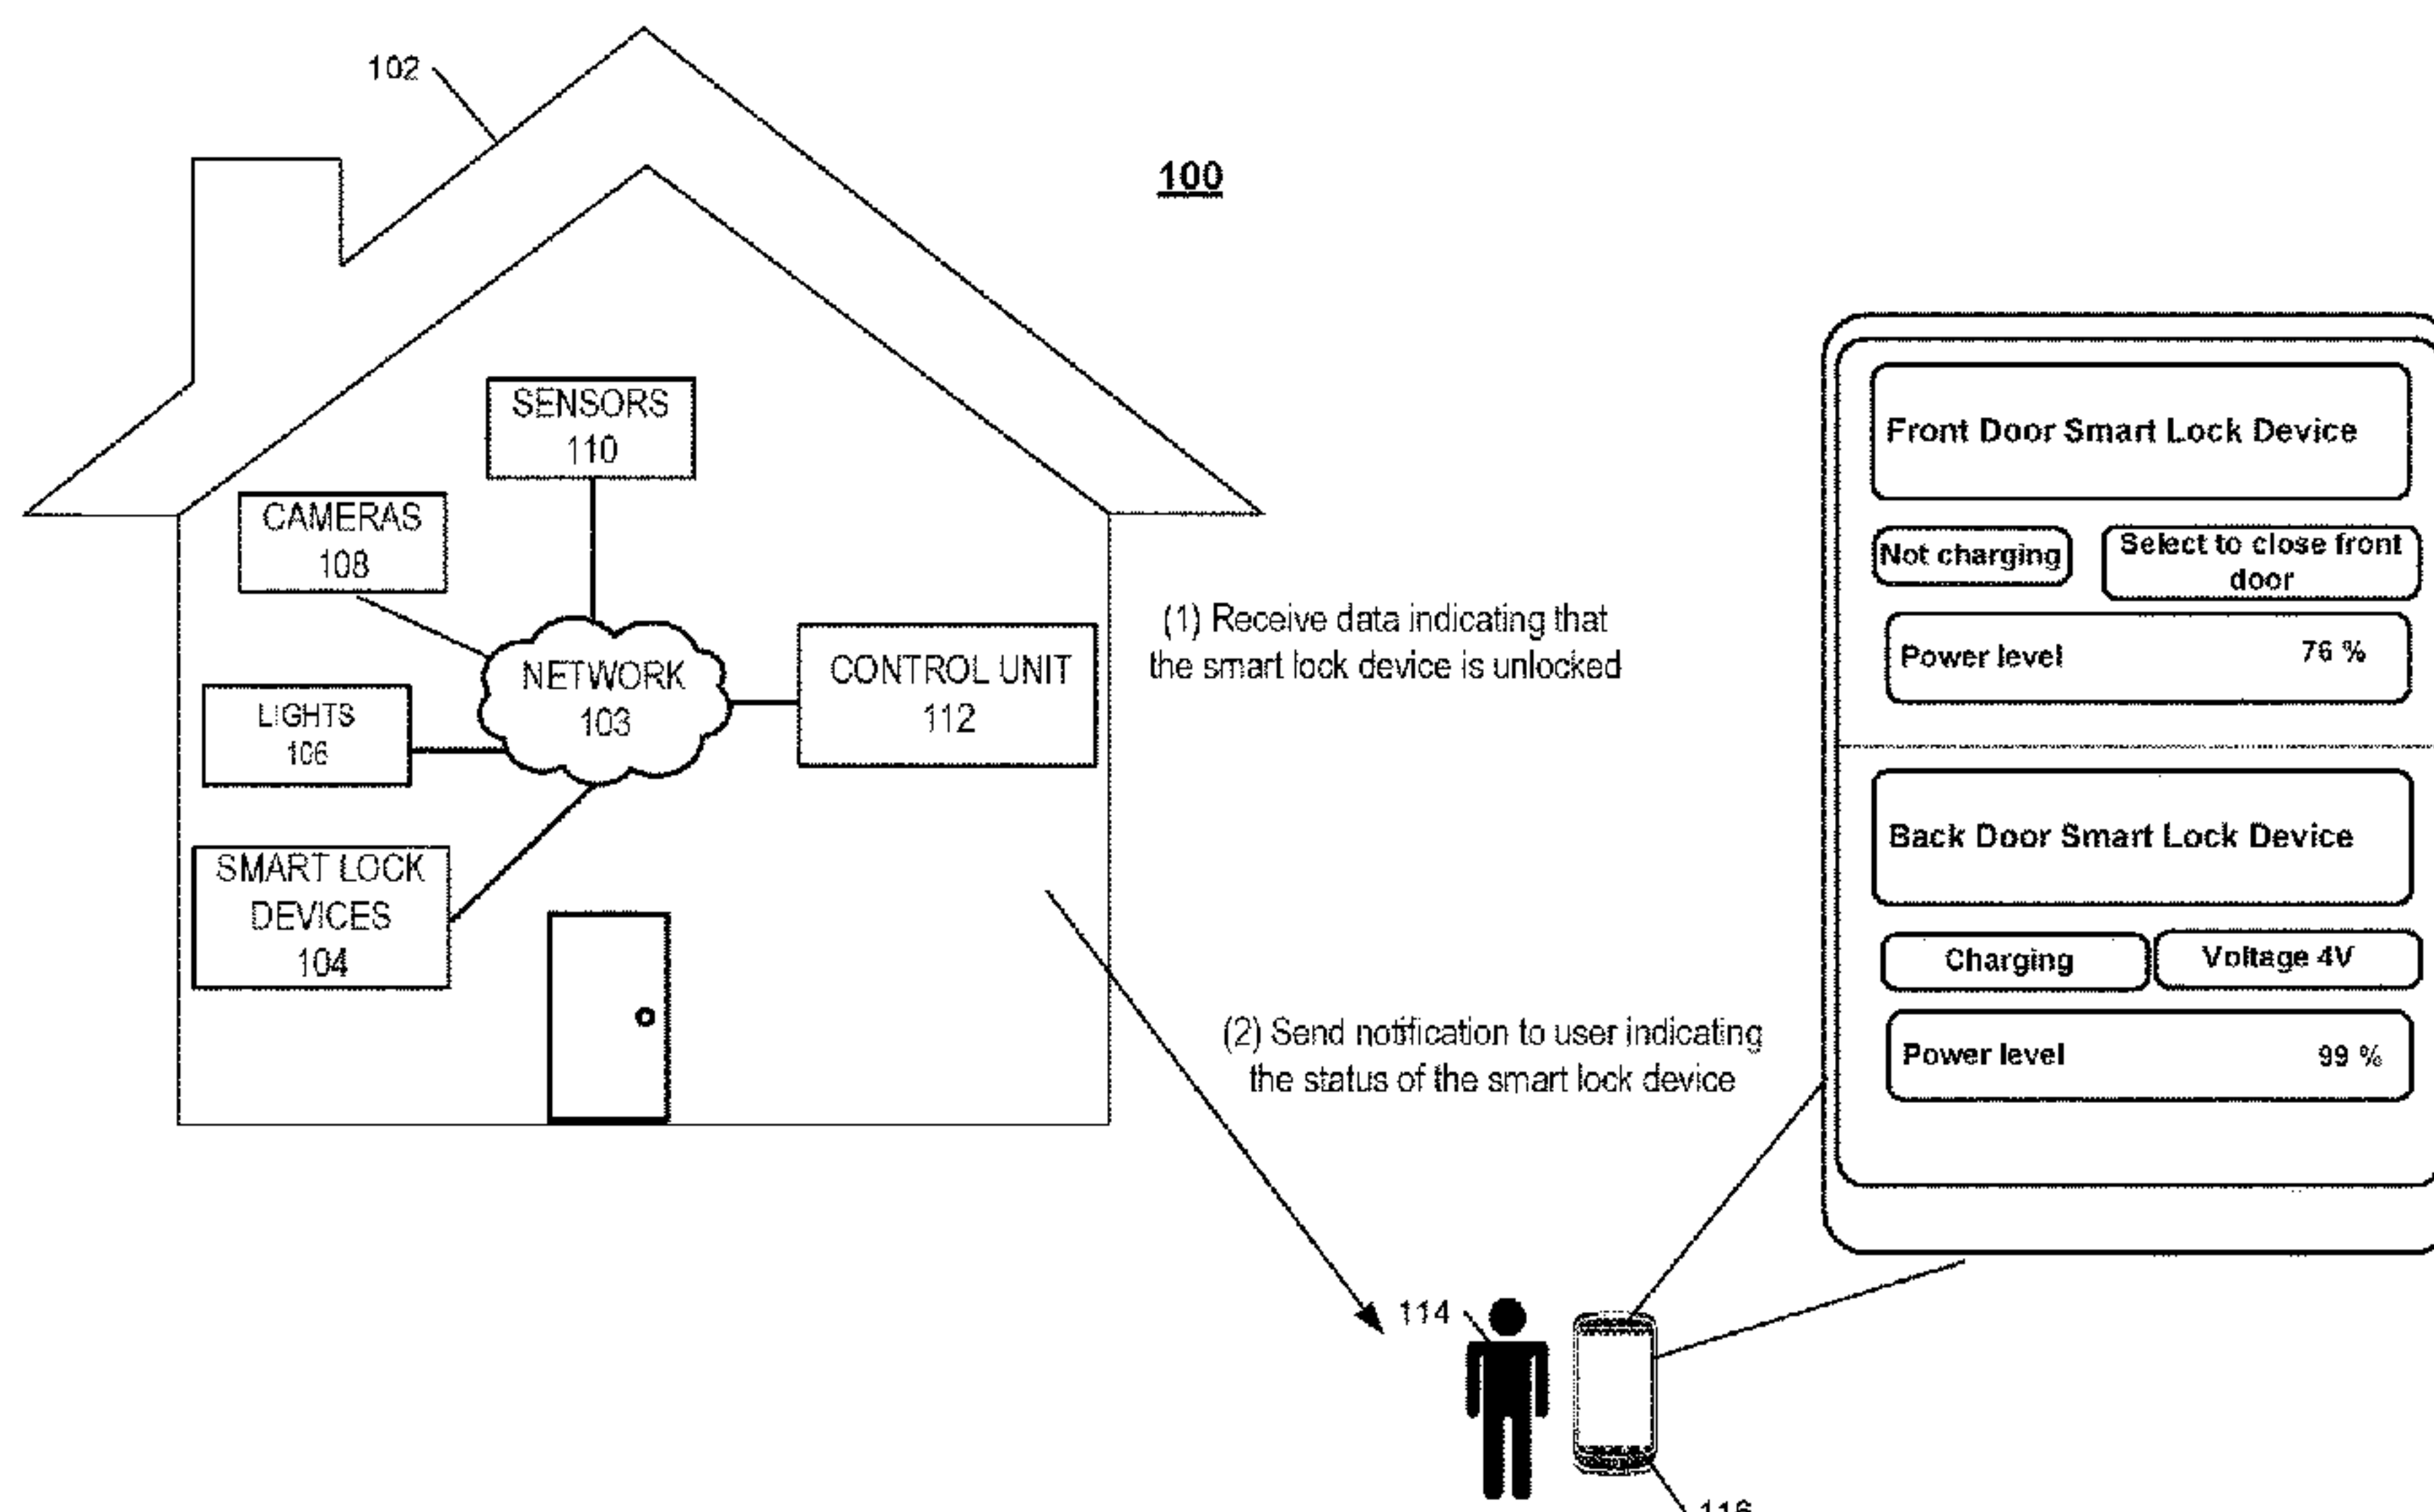 102
100
SENSORS
110
CAMERAS
108
NETWORK
103
CONTROL UNIT
112
LIGHTS
106
SMART LOCK
DEVICES
104
(1) Receive data indicating that
the smart lock device is unlocked
(2) Send notification to user indicating
the status of the smart lock device
114
116
Front Door Smart Lock Device
Not charging
Select to close front
door
Power level 76 %
Back Door Smart Lock Device
Charging
Voltage 4V
Power level 99 %